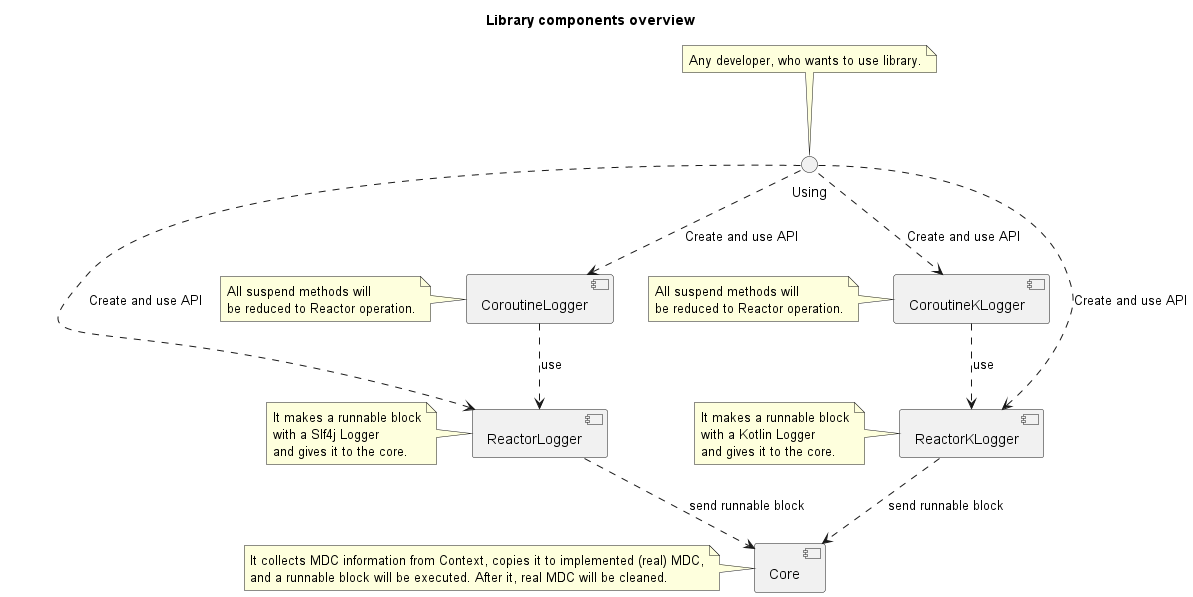 Library components overview
Any developer, who wants to use library.
Using
Create and use API
Create and use API
Create and use API
Create and use API
All suspend methods will
be reduced to Reactor operation.
CoroutineLogger
All suspend methods will
be reduced to Reactor operation.
CoroutineKLogger
use
use
It makes a runnable block
with a Slf4j Logger
and gives it to the core.
ReactorLogger
It makes a runnable block
with a Kotlin Logger
and gives it to the core.
ReactorKLogger
send runnable block
send runnable block
It collects MDC information from Context, copies it to implemented (real) MDC,
and a runnable block will be executed. After it, real MDC will be cleaned.
Core